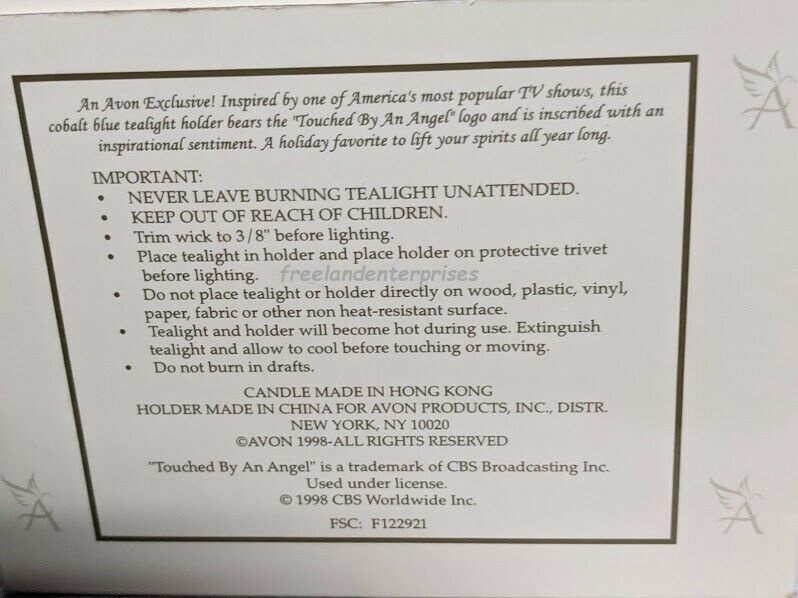 An Avon Exclusive! Inspired by one of America's most popular TV shows, this
cobalt blue tealight holder bears the "Touched By An Angel" logo and is inscribed with an
inspirational sentiment. A holiday favorite to lift your spirits all year long.
IMPORTANT:
• NEVER LEAVE BURNING TEALIGHT UNATTENDED.
• KEEP OUT OF REACH OF CHILDREN.
• Trim wick to 3/8" before lighting.
• Place tealight in holder and place holder on protective trivet
before lighting.
freelandenterprises
• Do not place tealight or holder directly on wood, plastic, vinyl,
paper, fabric or other non heat-resistant surface.
• Tealight and holder will become hot during use. Extinguish
tealight and allow to cool before touching or moving.
• Do not burn in drafts.
CANDLE MADE IN HONG KONG
HOLDER MADE IN CHINA FOR AVON PRODUCTS, INC., DISTR.
NEW YORK, NY 10020
©AVON 1998-ALL RIGHTS RESERVED
"Touched By An Angel" is a trademark of CBS Broadcasting Inc.
Used under license.
© 1998 CBS Worldwide Inc.
FSC: F122921
A
A
A